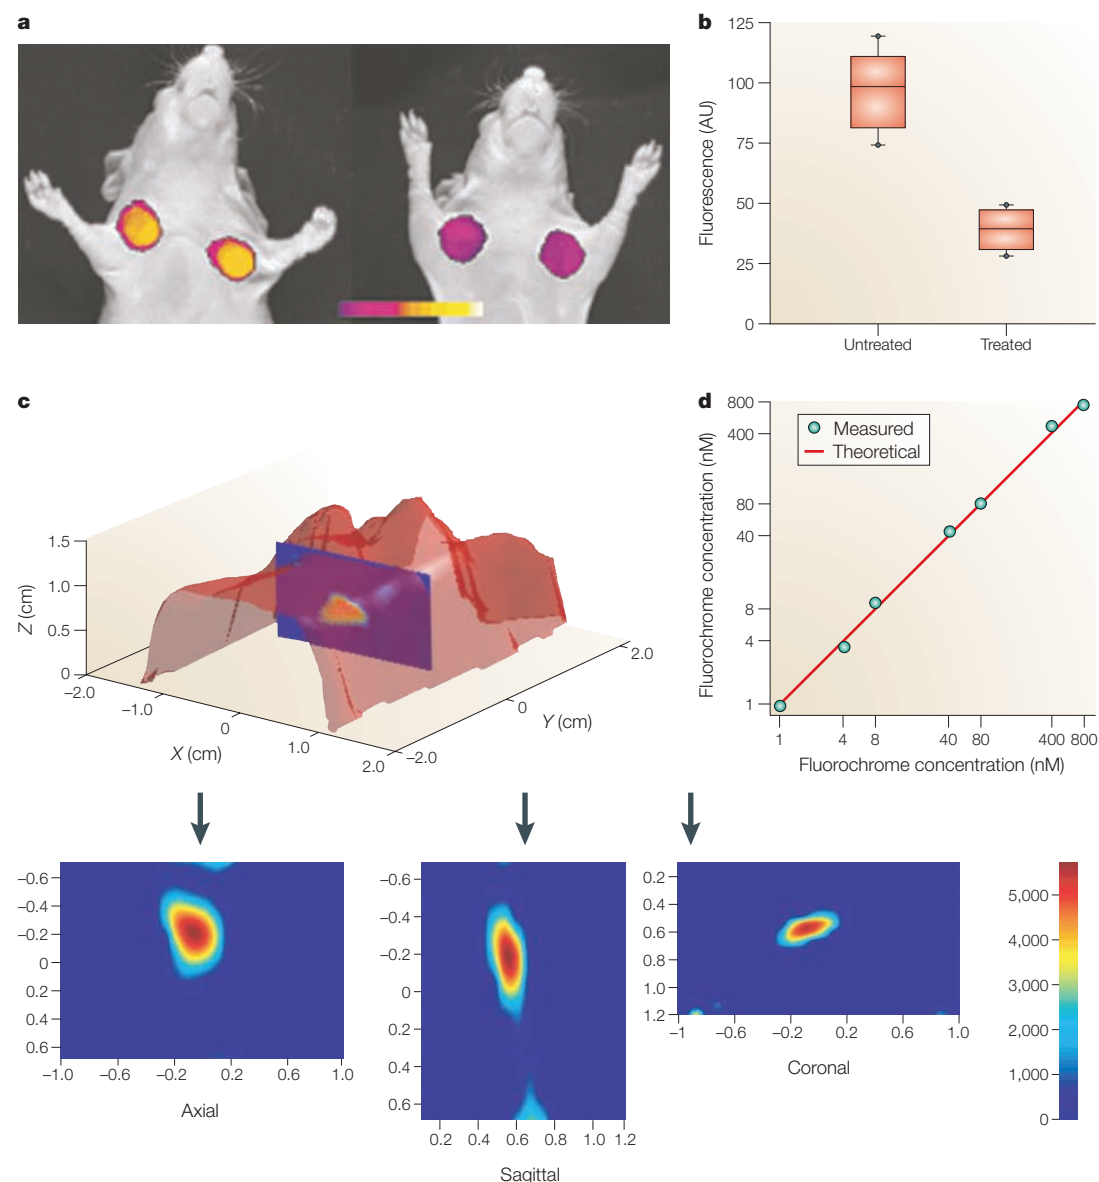 a
b
125
100
75
50
25
0
Fluorescence (AU)
Untreated
Treated
c
1.5
1.0
0.5
0
Z (cm)
–2.0
–1.0
0
1.0
2.0
X (cm)
–2.0
0
2.0
Y (cm)
d
800
400
80
40
8
4
1
Fluorochrome concentration (nM)
Measured
Theoretical
1 4 8 40 80 400 800
Fluorochrome concentration (nM)
–0.6
–0.4
–0.2
0
0.2
0.4
0.6
–1.0 –0.6 –0.2 0.2 0.6 1.0
Axial
–0.6
–0.4
–0.2
0
0.2
0.4
0.6
0.2 0.4 0.6 0.8 1.0 1.2
Sagittal
0.2
0.4
0.6
0.8
1.0
1.2
–1 –0.6 –0.2 0.2 0.6 1.0
Coronal
5,000
4,000
3,000
2,000
1,000
0